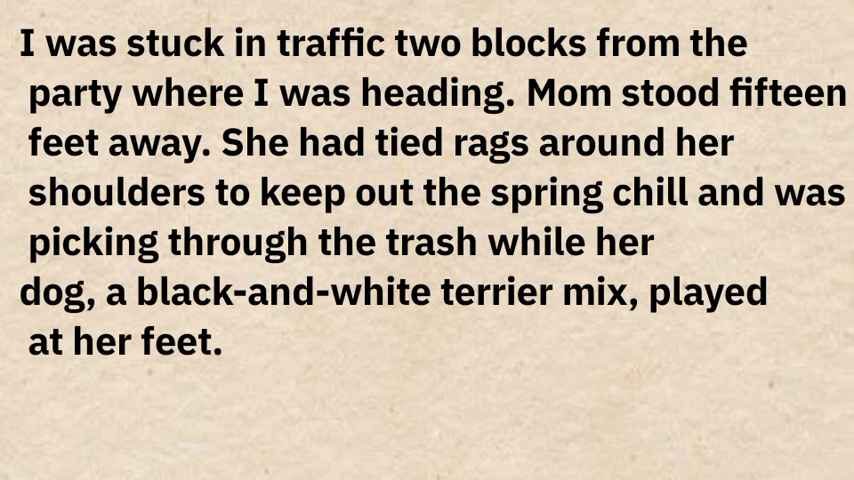 I was stuck in traffic two blocks from the
party where I was heading. Mom stood fifteen
feet away. She had tied rags around her
shoulders to keep out the spring chill and was
picking through the trash while her
dog, a black-and-white terrier mix, played
at her feet.